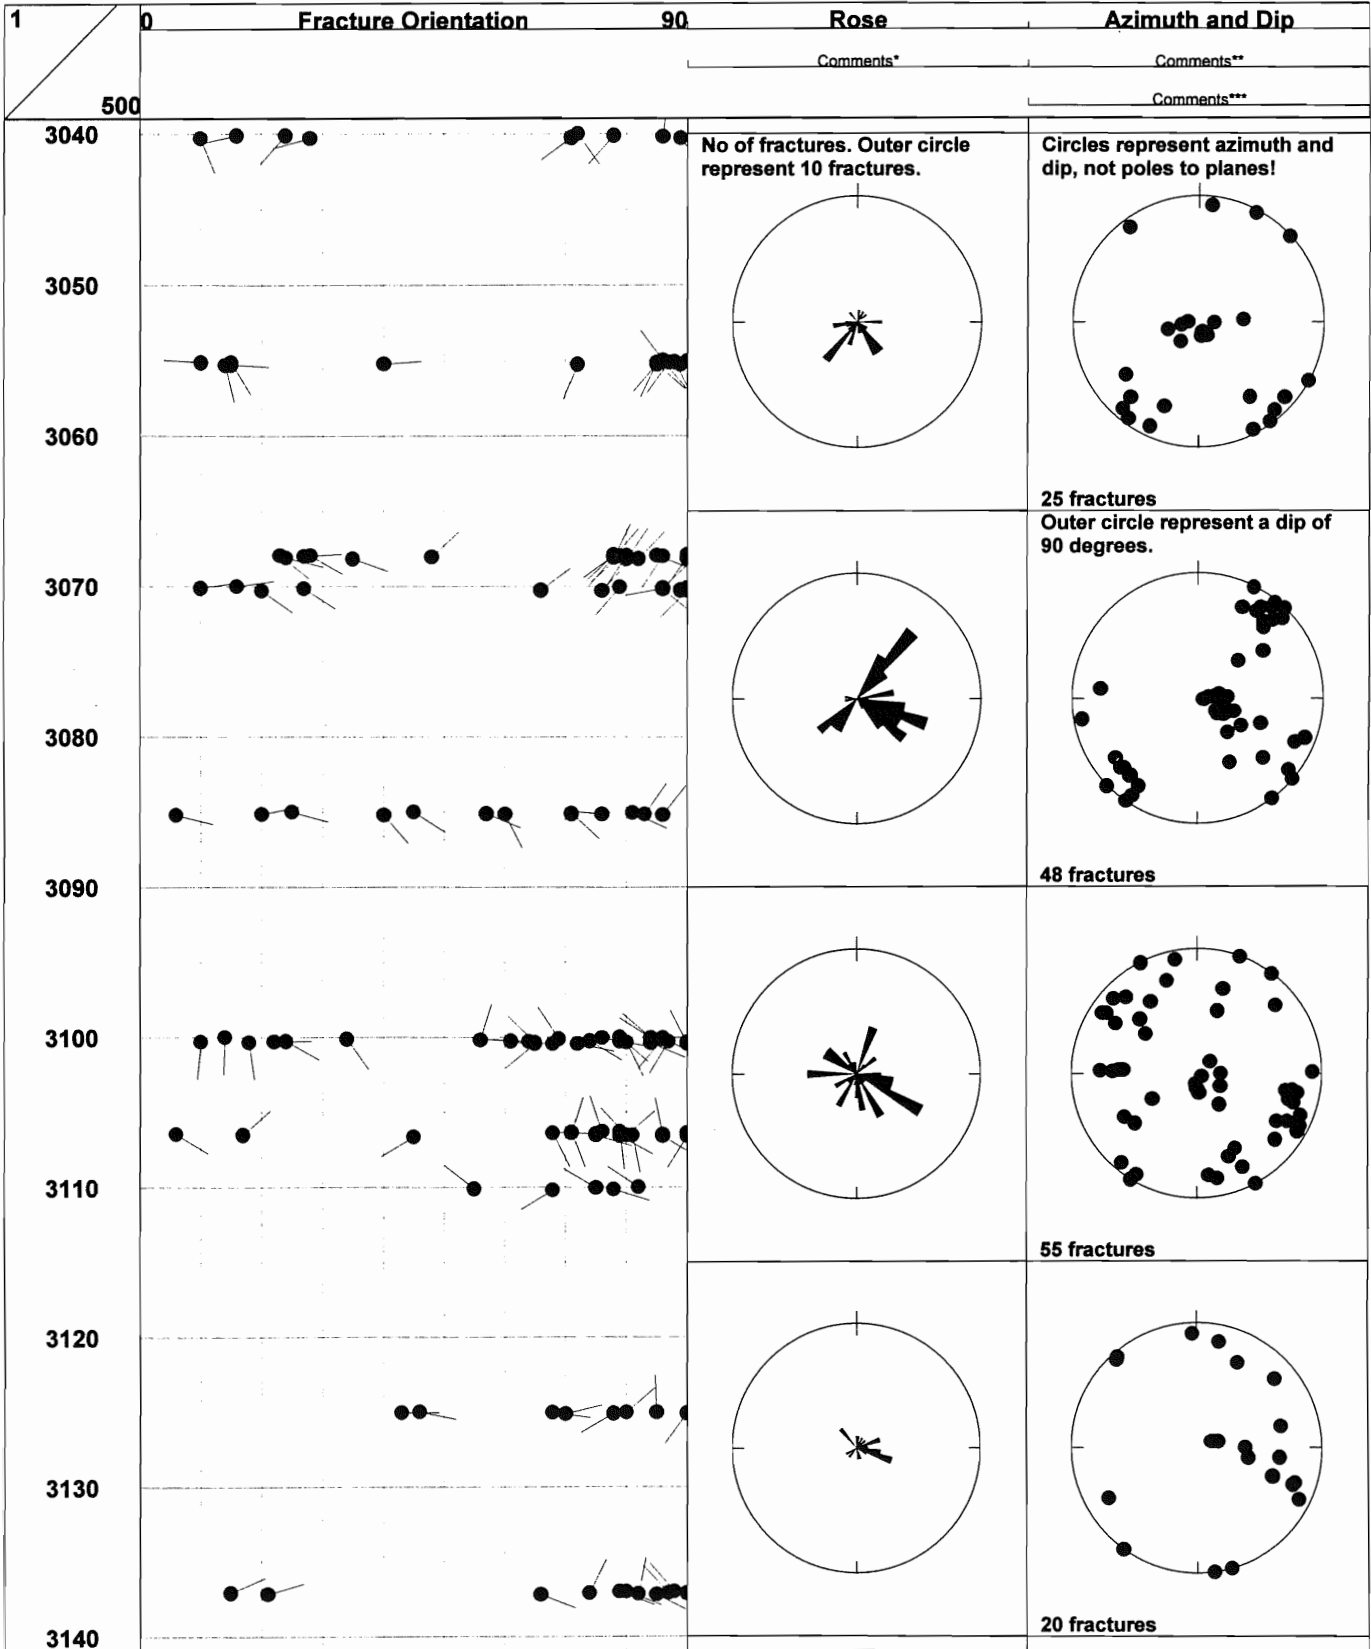 1
0 Fracture Orientation 90
Rose
Azimuth and Dip
Comments*
Comments**
Comments***
500
3040
No of fractures. Outer circle
represent 10 fractures.
Circles represent azimuth and
dip, not poles to planes!
3050
3060
25 fractures
Outer circle represent a dip of
90 degrees.
3070
3080
48 fractures
3090
3100
3110
55 fractures
3120
3130
20 fractures
3140